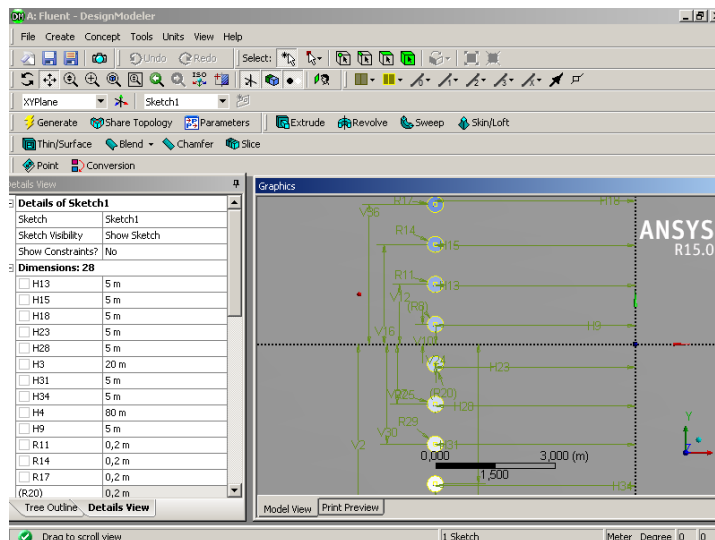 A: Fluent - DesignModeler
File Create Concept Tools Units View Help
Undo Redo Select:
XYPlane Sketch1
Generate Share Topology Parameters Extrude Revolve Sweep Skin/Loft
Thin/Surface Blend Chamfer Slice
Point Conversion
Details View
Details of Sketch1
Sketch Sketch1
Sketch Visibility Show Sketch
Show Constraints? No
Dimensions: 28
H13 5 m
H15 5 m
H18 5 m
H23 5 m
H28 5 m
H3 20 m
H31 5 m
H34 5 m
H4 80 m
H9 5 m
R11 0,2 m
R14 0,2 m
R17 0,2 m
(R20) 0,2 m
Tree Outline Details View
Graphics
R17 H18
V36
R14 H15
ANSYS
R15.0
R11 H13
V12
(R8)
V16 V10 H9
H23
R25 (R20)
H28
V30 R29
V2 H31
0,000 3,000 (m)
1,500
H34
Y
Z
Model View Print Preview
Drag to scroll view 1 Sketch Meter Degree 0 0